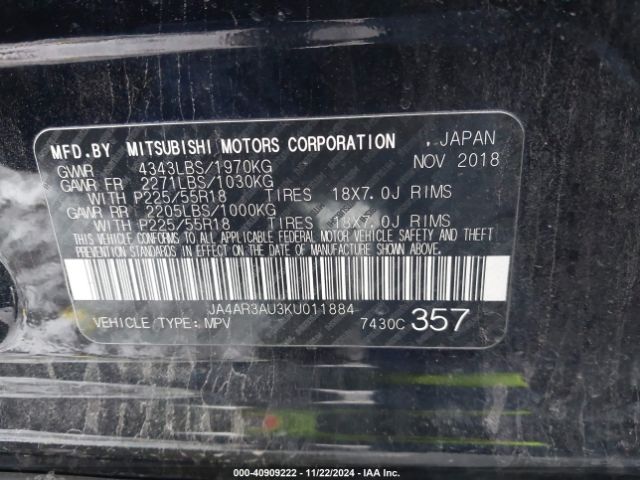 MFD.BY MITSUBISHI MOTORS CORPORATION , JAPAN
GVWR 4343LBS/1970KG NOV 2018
GAWR FR 2271LBS/1030KG
WITH P225/55R18 TIRES 18X7.0J RIMS
GAWR RR 2205LBS/1000KG
WITH P225/55R18 TIRES 18X7.0J RIMS
THIS VEHICLE CONFORMS TO ALL APPLICABLE FEDERAL MOTOR VEHICLE SAFETY AND THEFT
PREVENTION STANDARDS IN EFFECT ON THE DATE OF MANUFACTURE SHOWN ABOVE.
JA4AR3AU3KU011884
VEHICLE TYPE: MPV 7430C 357
000-40909222 - 11/22/2024 - IAA Inc.